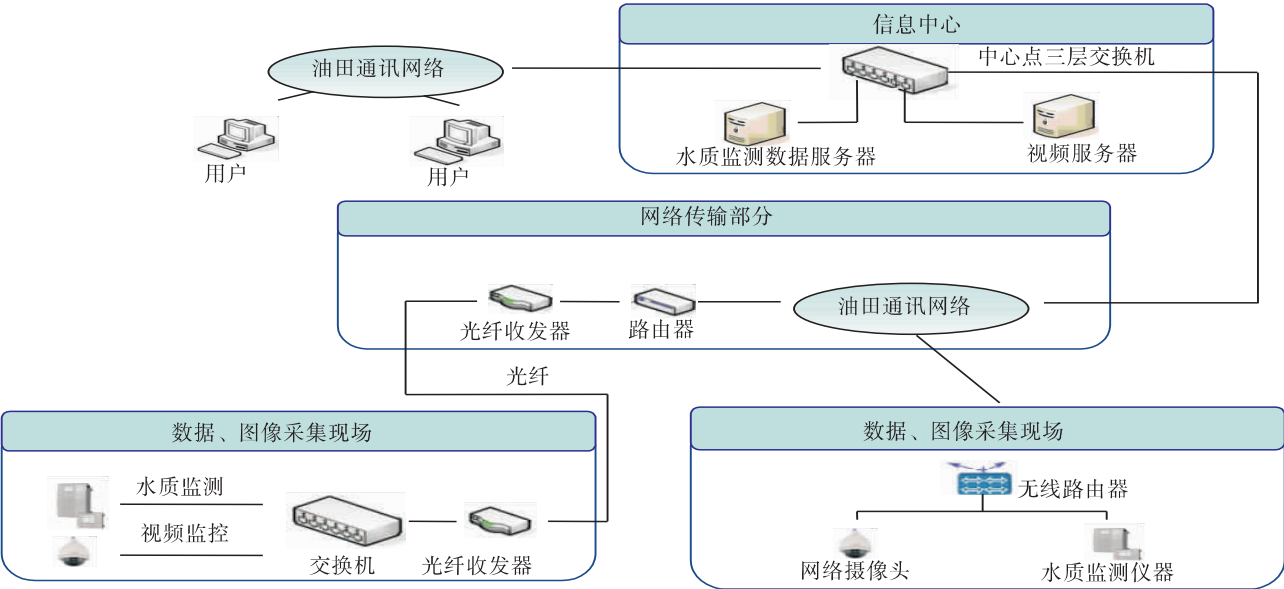 信息中心
油田通讯网络
中心点三层交换机
用户
用户
水质监测数据服务器
视频服务器
网络传输部分
光纤收发器
路由器
油田通讯网络
光纤
数据、图像采集现场
水质监测
视频监控
交换机
光纤收发器
数据、图像采集现场
无线路由器
网络摄像头
水质监测仪器